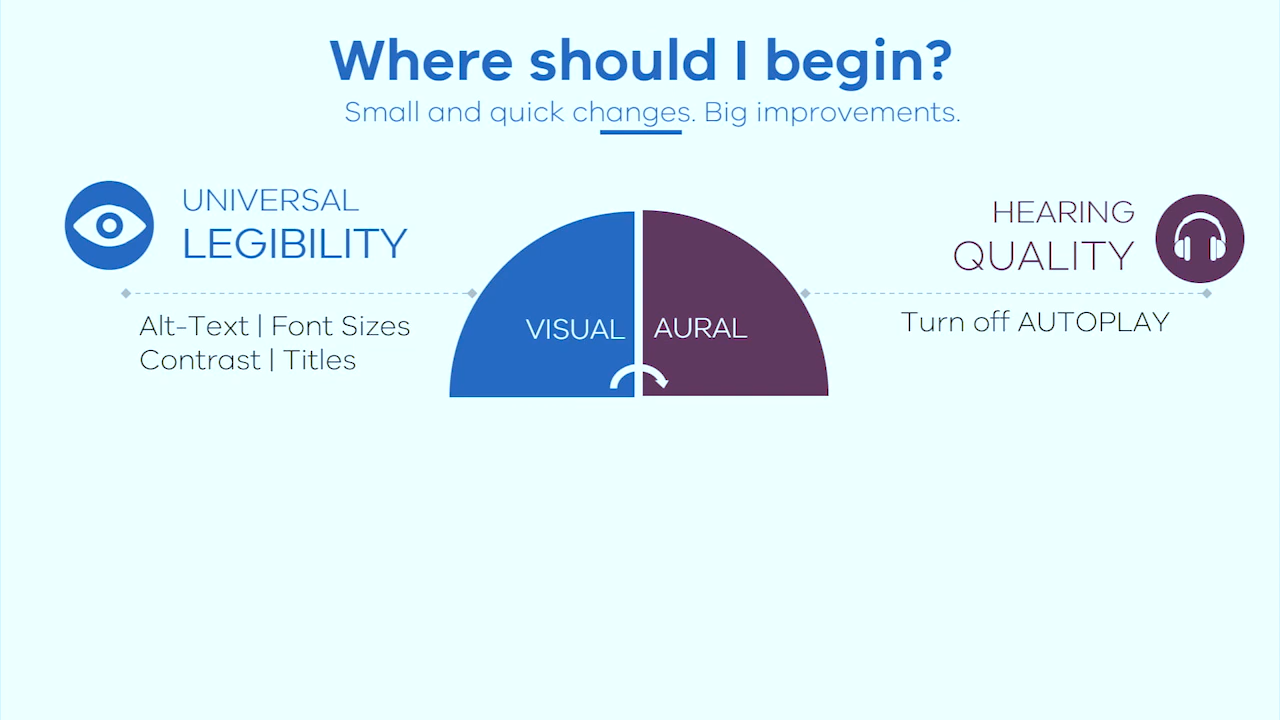 Where should I begin?
Small and quick changes. Big improvements.
UNIVERSAL
LEGIBILITY
Alt-Text | Font Sizes
Contrast | Titles
VISUAL
AURAL
HEARING
QUALITY
Turn off AUTOPLAY